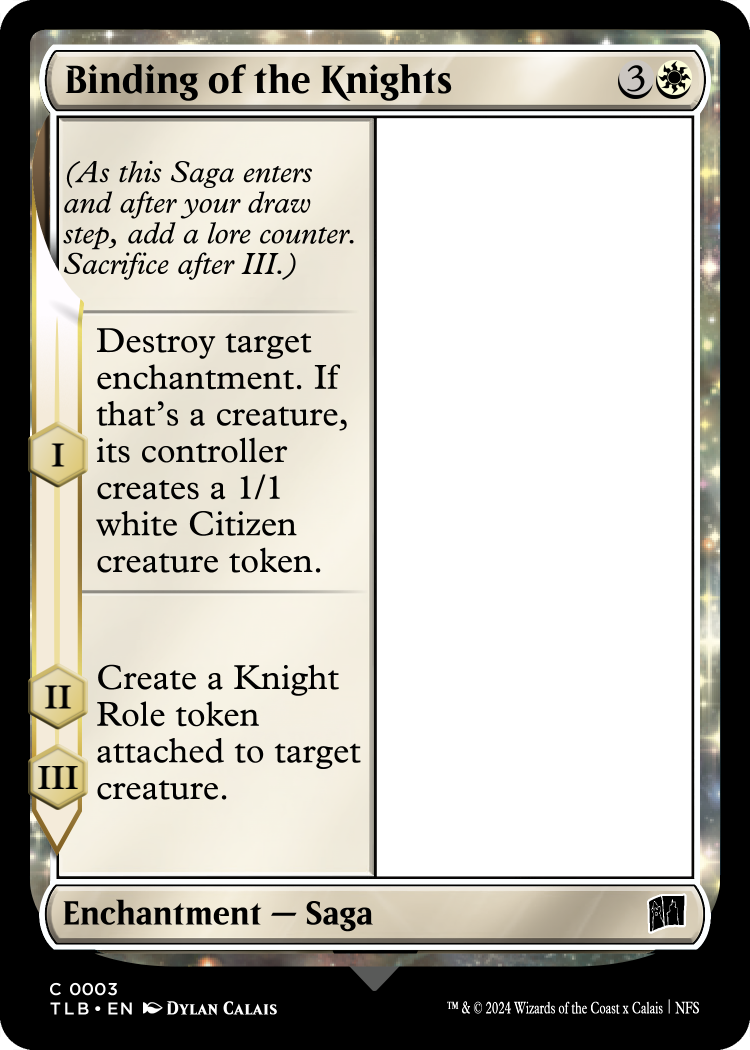 Binding of the Knights 3
(As this Saga enters
and after your draw
step, add a lore counter.
Sacrifice after III.)
I
Destroy target
enchantment. If
that's a creature,
its controller
creates a 1/1
white Citizen
creature token.
II
III
Create a Knight
Role token
attached to target
creature.
Enchantment — Saga
C 0003
TLB • EN DYLAN CALAIS
™ & © 2024 Wizards of the Coast x Calais | NFS